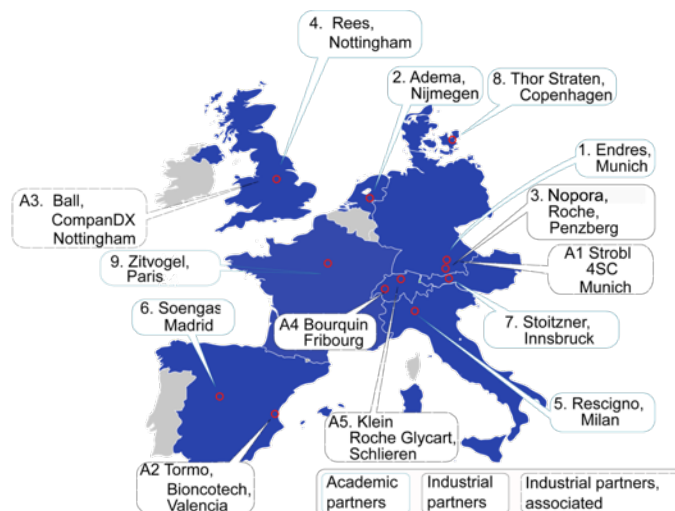 4. Rees,
Nottingham
2. Adema,
Nijmegen
8. Thor Straten,
Copenhagen
1. Endres,
Munich
3. Nopora,
Roche,
Penzberg
A3. Ball,
CompanDX
Nottingham
A1 Strobl
4SC
Munich
9. Zitvogel,
Paris
6. Soengas
Madrid
A4 Bourquin
Fribourg
7. Stoitzner,
Innsbruck
5. Rescigno,
Milan
A5. Klein
Roche Glycart,
Schlieren
A2 Tormo,
Bioncotech,
Valencia
Academic
partners
Industrial
partners
Industrial partners,
associated